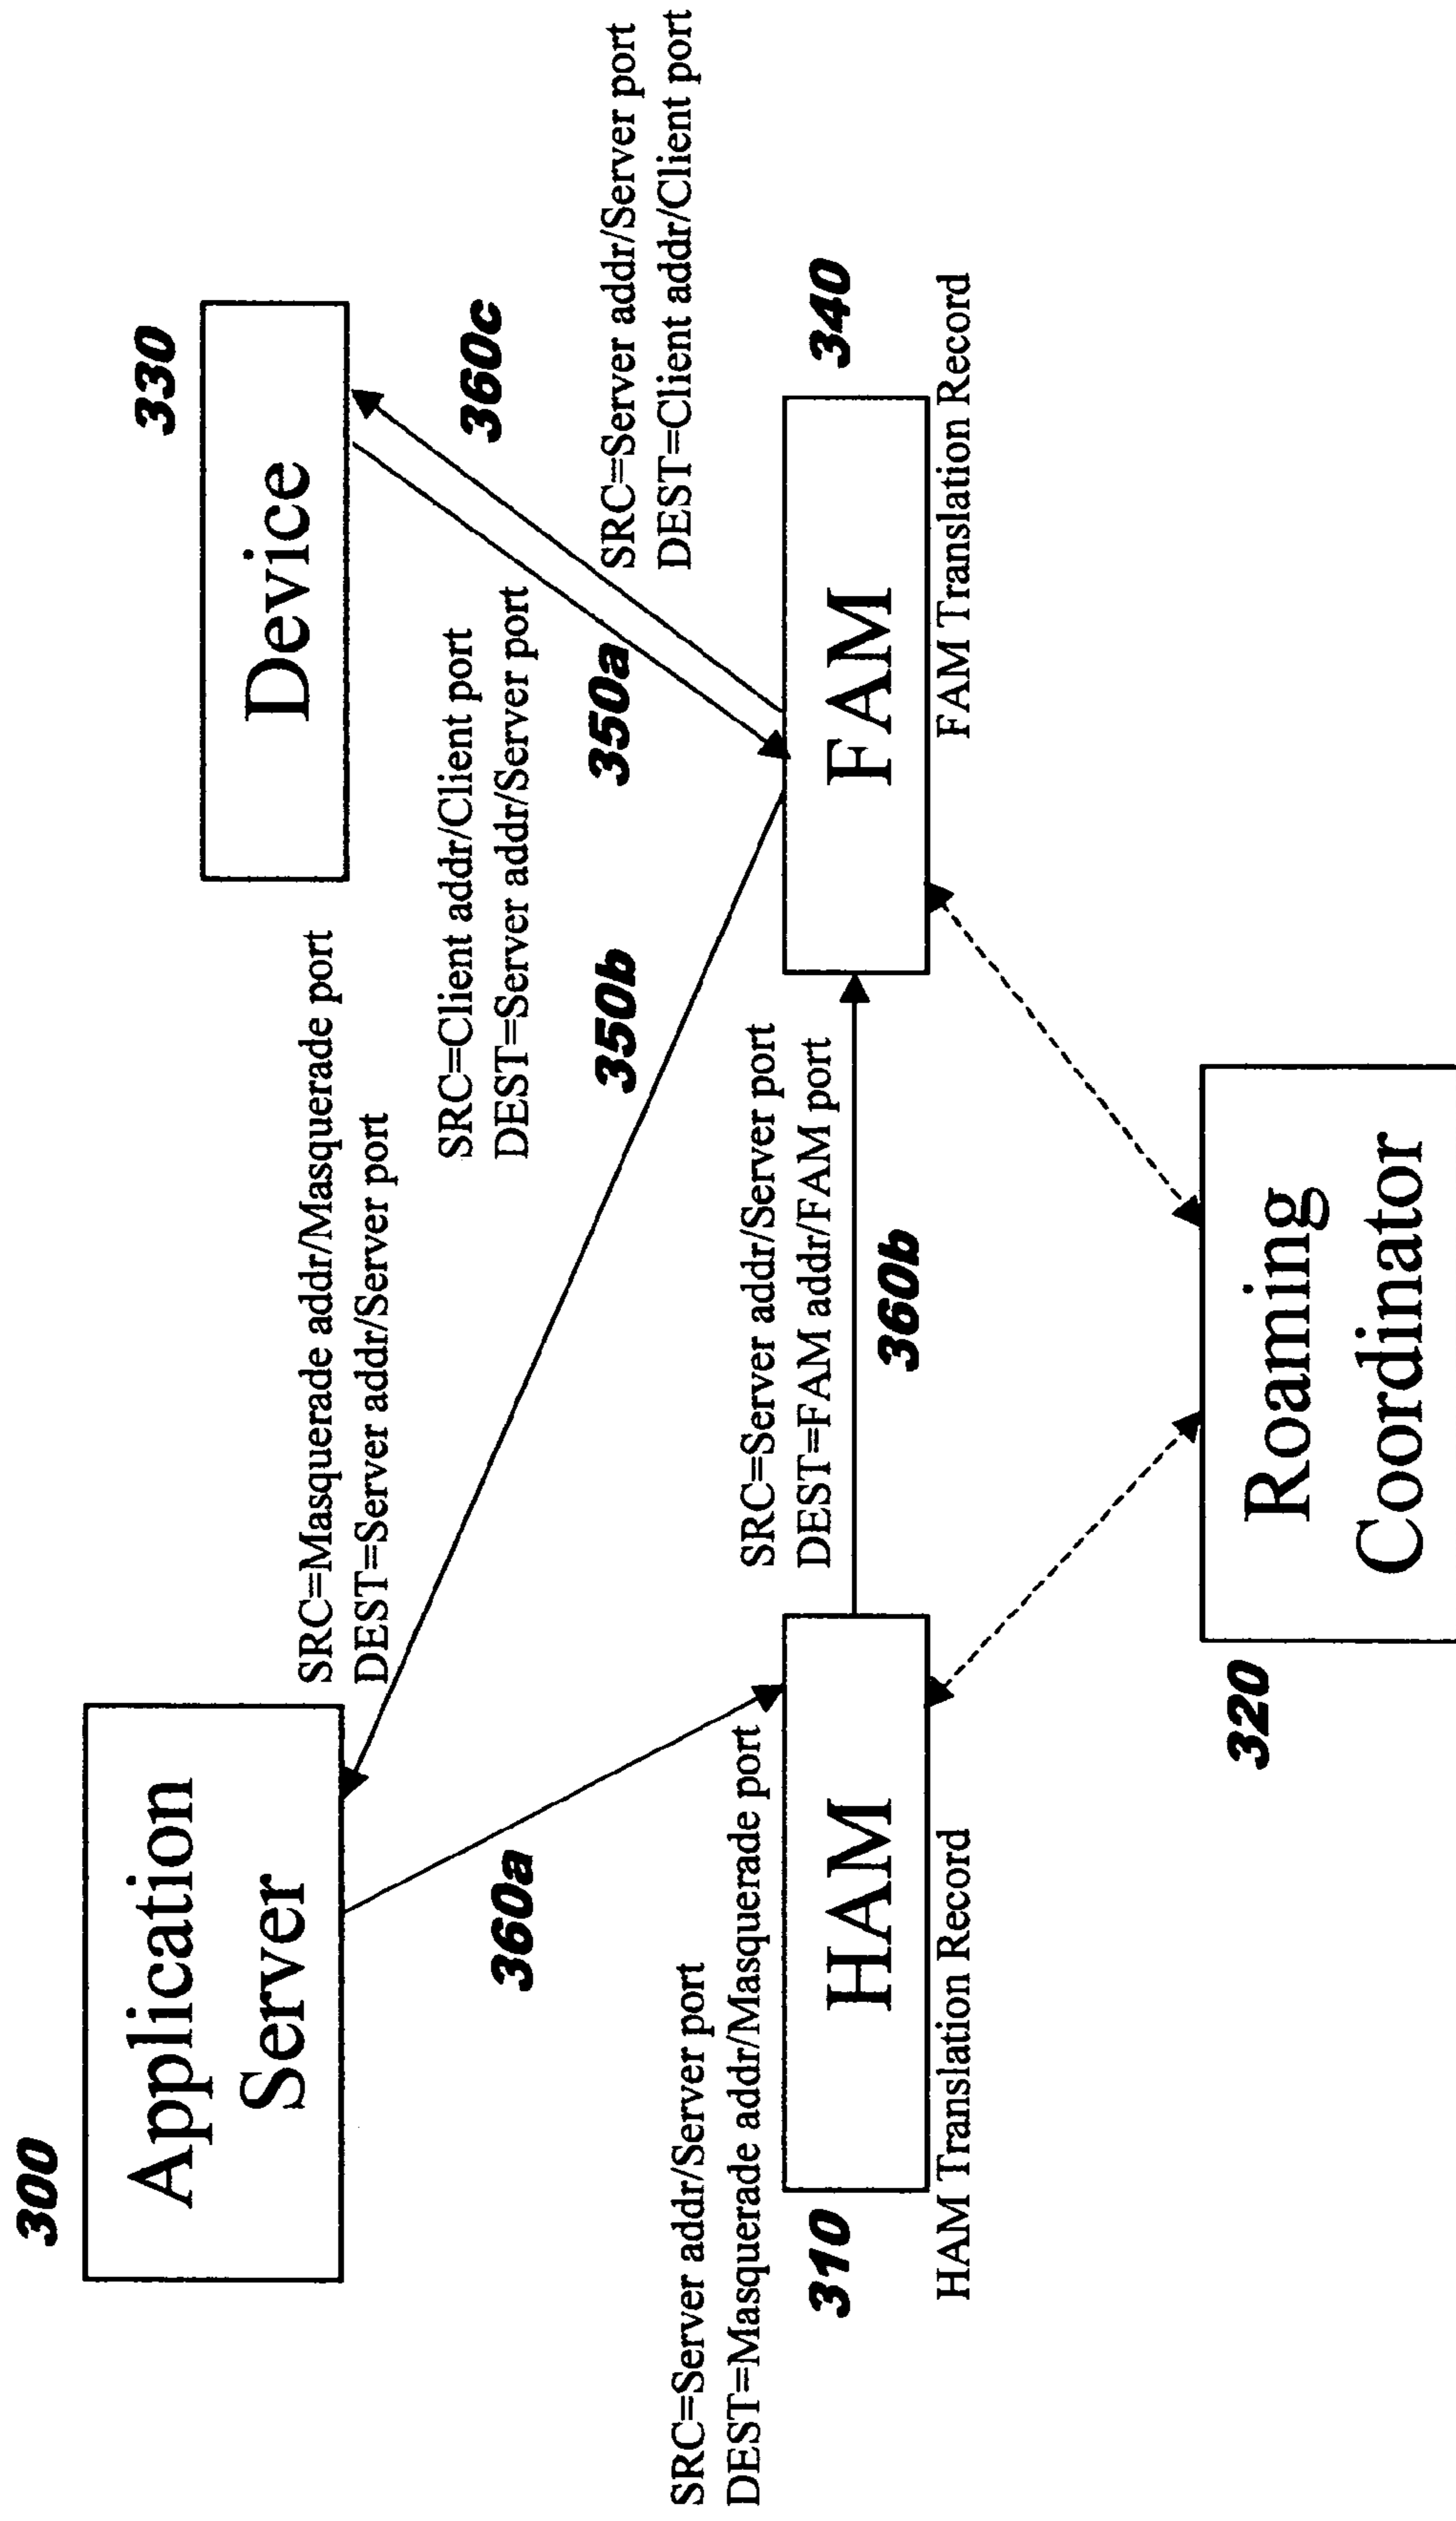 300
Application
Server
330
Device
SRC=Masquerade addr/Masquerade port
DEST=Server addr/Server port
360c
SRC=Client addr/Client port
DEST=Server addr/Server port
360a
350b
350a
SRC=Server addr/Server port
DEST=Client addr/Client port
SRC=Server addr/Server port
DEST=Masquerade addr/Masquerade port
SRC=Server addr/Server port
DEST=FAM addr/FAM port
310
HAM
360b
FAM
340
HAM Translation Record
FAM Translation Record
320
Roaming
Coordinator